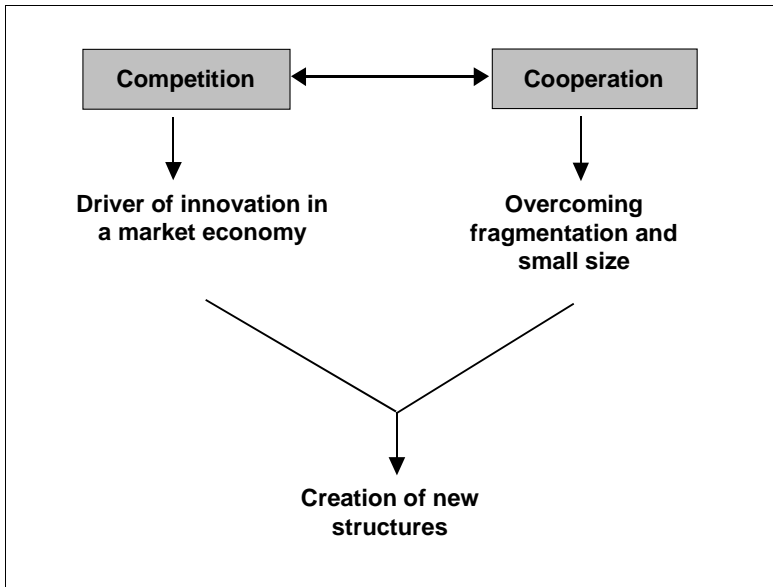 Competition
Cooperation
Driver of innovation in
a market economy
Overcoming
fragmentation and
small size
Creation of new
structures